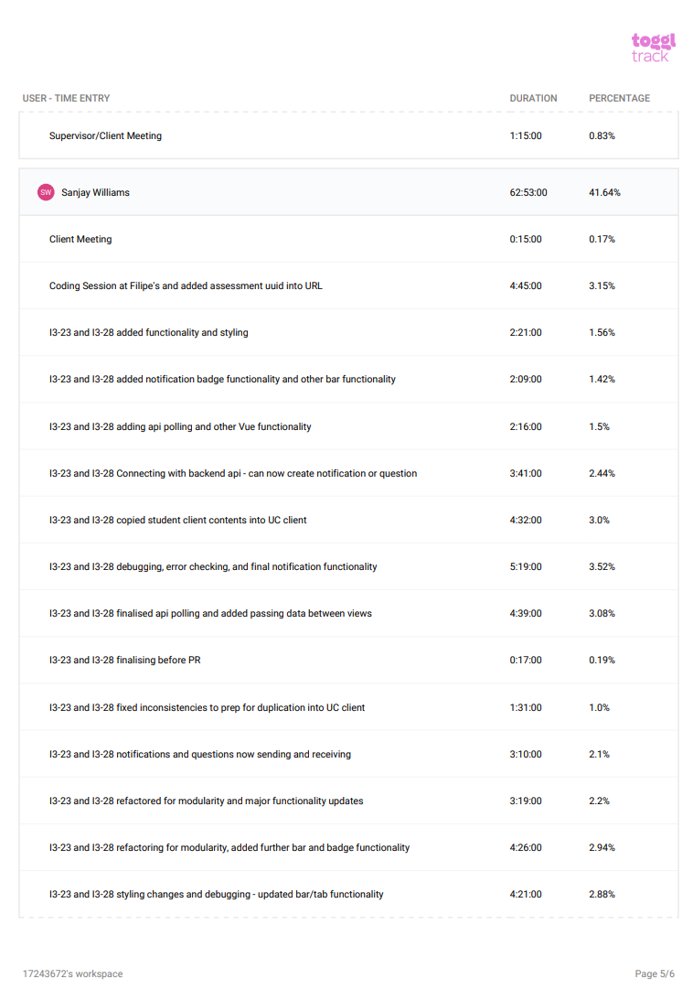 toggl
track
USER - TIME ENTRY DURATION PERCENTAGE
Supervisor/Client Meeting 1:15:00 0.83%
SW Sanjay Williams 62:53:00 41.64%
Client Meeting 0:15:00 0.17%
Coding Session at Filipe's and added assessment uuid into URL 4:45:00 3.15%
I3-23 and I3-28 added functionality and styling 2:21:00 1.56%
I3-23 and I3-28 added notification badge functionality and other bar functionality 2:09:00 1.42%
I3-23 and I3-28 adding api polling and other Vue functionality 2:16:00 1.5%
I3-23 and I3-28 Connecting with backend api - can now create notification or question 3:41:00 2.44%
I3-23 and I3-28 copied student client contents into UC client 4:32:00 3.0%
I3-23 and I3-28 debugging, error checking, and final notification functionality 5:19:00 3.52%
I3-23 and I3-28 finalised api polling and added passing data between views 4:39:00 3.08%
I3-23 and I3-28 finalising before PR 0:17:00 0.19%
I3-23 and I3-28 fixed inconsistencies to prep for duplication into UC client 1:31:00 1.0%
I3-23 and I3-28 notifications and questions now sending and receiving 3:10:00 2.1%
I3-23 and I3-28 refactored for modularity and major functionality updates 3:19:00 2.2%
I3-23 and I3-28 refactoring for modularity, added further bar and badge functionality 4:26:00 2.94%
I3-23 and I3-28 styling changes and debugging - updated bar/tab functionality 4:21:00 2.88%
17243672's workspace Page 5/6